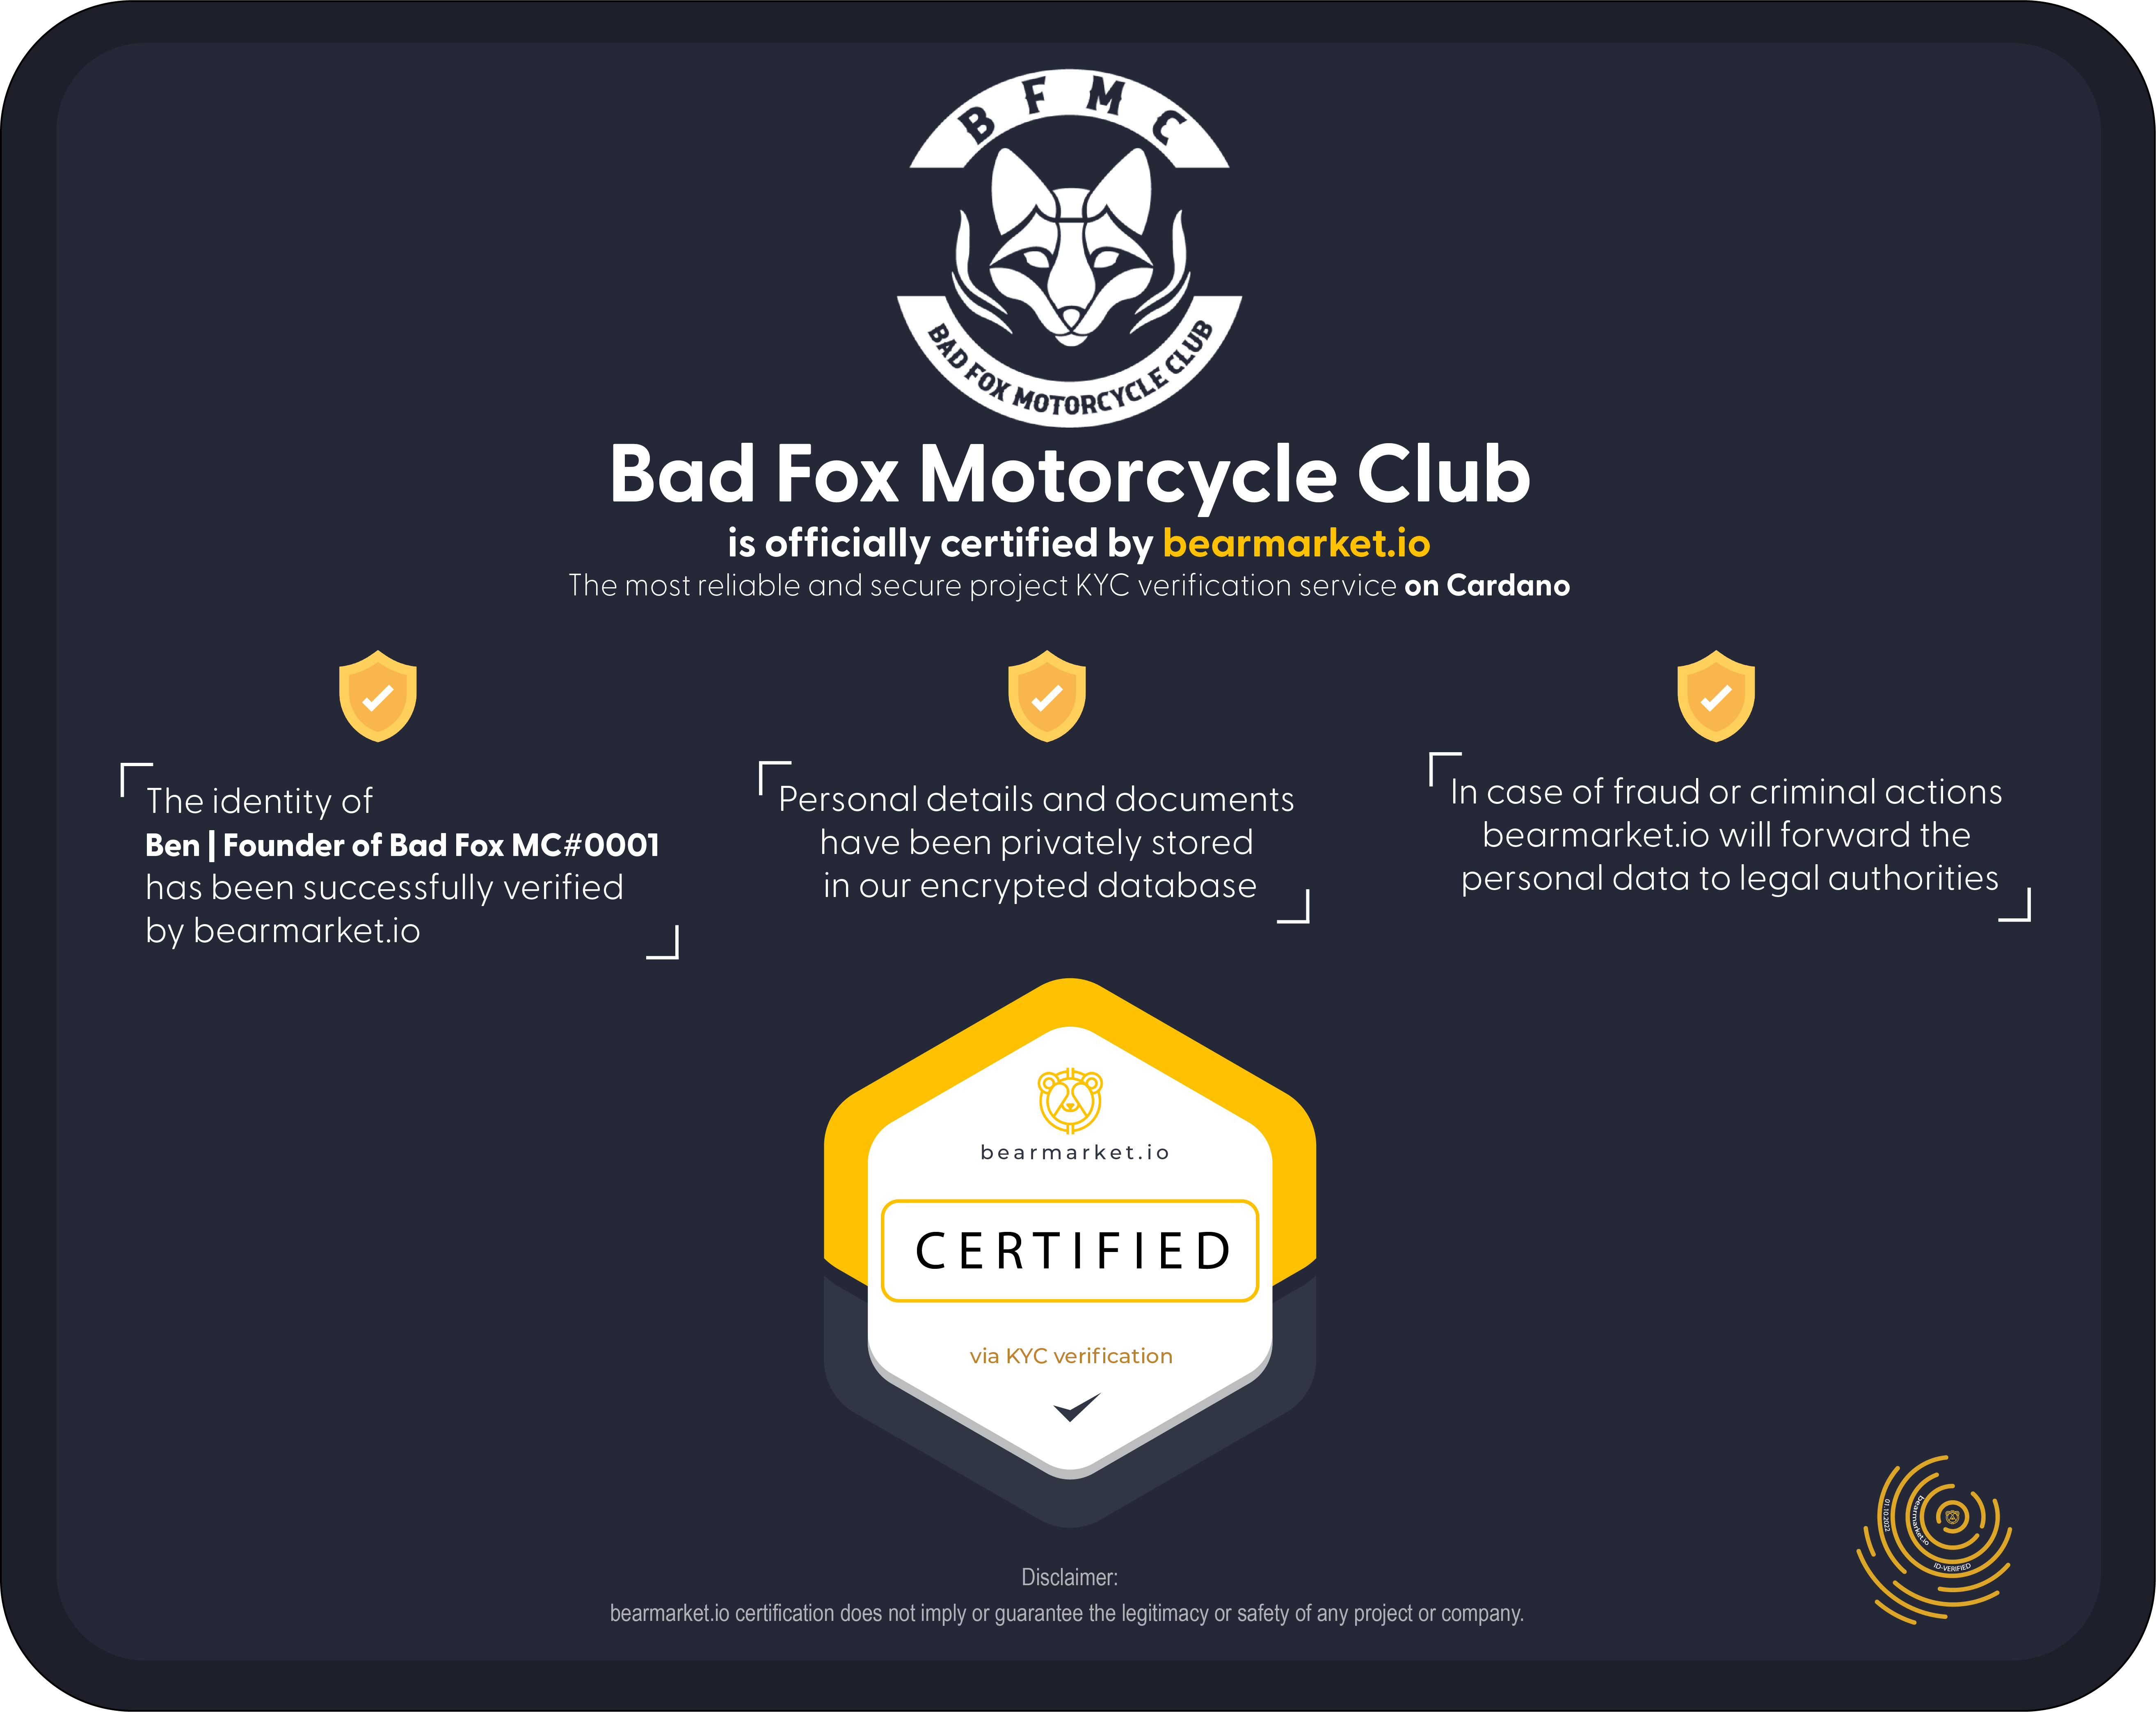 BFMC
BAD FOX MOTORCYCLE CLUB
Bad Fox Motorcycle Club
is officially certified by bearmarket.io
The most reliable and secure project KYC verification service on Cardano
The identity of
Ben | Founder of Bad Fox MC#0001
has been successfully verified
by bearmarket.io
Personal details and documents
have been privately stored
in our encrypted database
In case of fraud or criminal actions
bearmarket.io will forward the
personal data to legal authorities
bearmarket.io
CERTIFIED
via KYC verification
01.10.2022
bearmarket.io
ID-VERIFIED
Disclaimer:
bearmarket.io certification does not imply or guarantee the legitimacy or safety of any project or company.